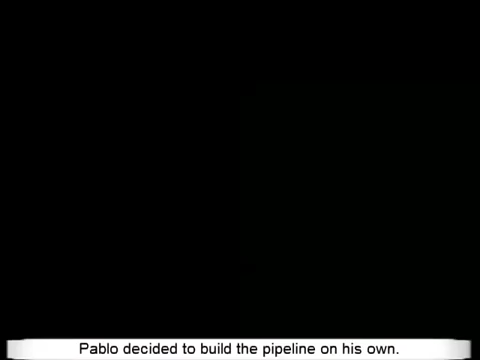 Pablo decided to build the pipeline on his own.